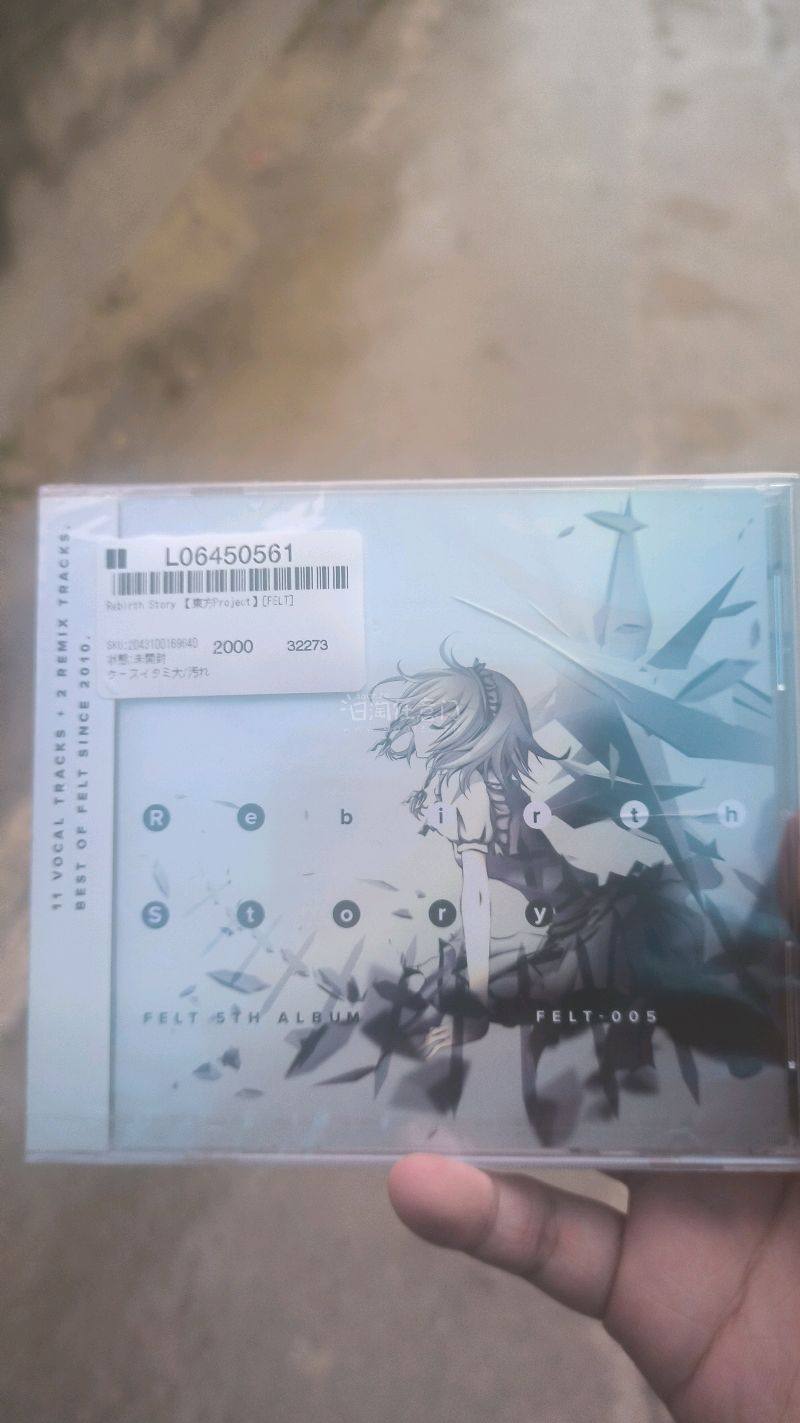 L06450561
Rebirth Story 【東方Project】[FELT]
SKU:2043100169640 2000 32273
状態:未開封
ケースイタミ大/汚れ
11 VOCAL TRACKS + 2 REMIX TRACKS.
BEST OF FELT SINCE 2010.
Rebirth
Story
FELT 5TH ALBUM FELT-005